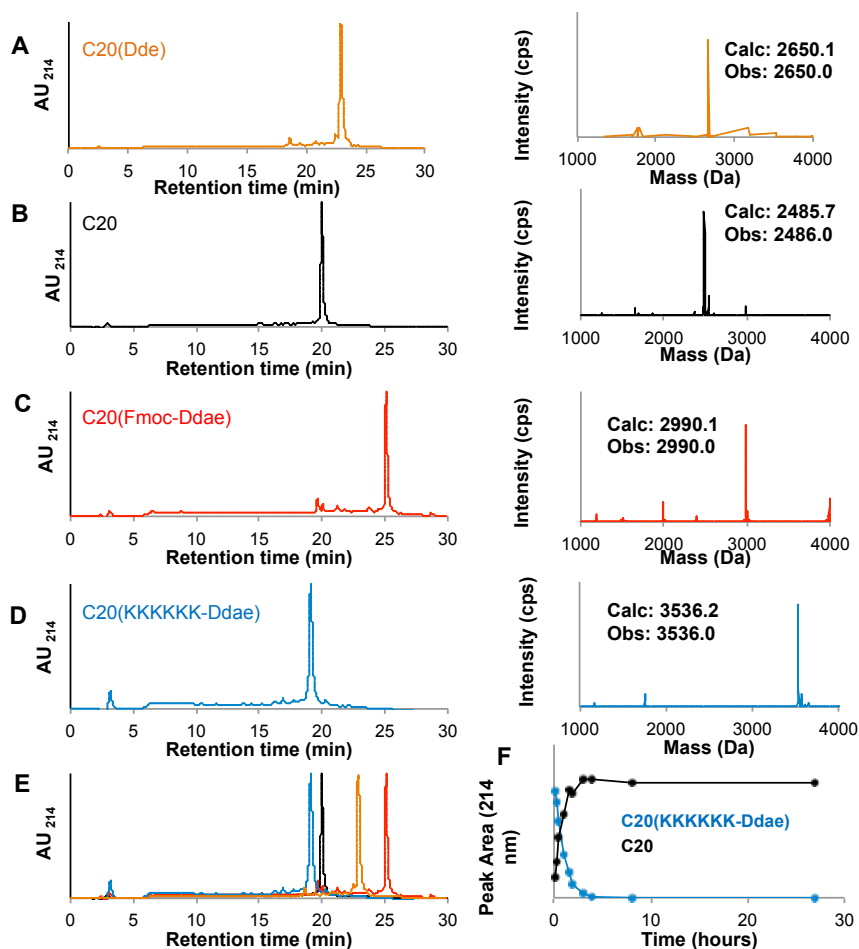 A
C20(Dde)
AU 214
0 5 10 15 20 25 30
Retention time (min)
Intensity (cps)
Calc: 2650.1
Obs: 2650.0
1000 2000 3000 4000
Mass (Da)
B
C20
AU 214
0 5 10 15 20 25 30
Retention time (min)
Intensity (cps)
Calc: 2485.7
Obs: 2486.0
1000 2000 3000 4000
Mass (Da)
C
C20(Fmoc-Ddae)
AU 214
0 5 10 15 20 25 30
Retention time (min)
Intensity (cps)
Calc: 2990.1
Obs: 2990.0
1000 2000 3000 4000
Mass (Da)
D
C20(KKKKKK-Ddae)
AU 214
0 5 10 15 20 25 30
Retention time (min)
Intensity (cps)
Calc: 3536.2
Obs: 3536.0
1000 2000 3000 4000
Mass (Da)
E
AU 214
0 5 10 15 20 25 30
Retention time (min)
F
Peak Area (214
nm)
C20(KKKKKK-Ddae)
C20
0 10 20 30
Time (hours)